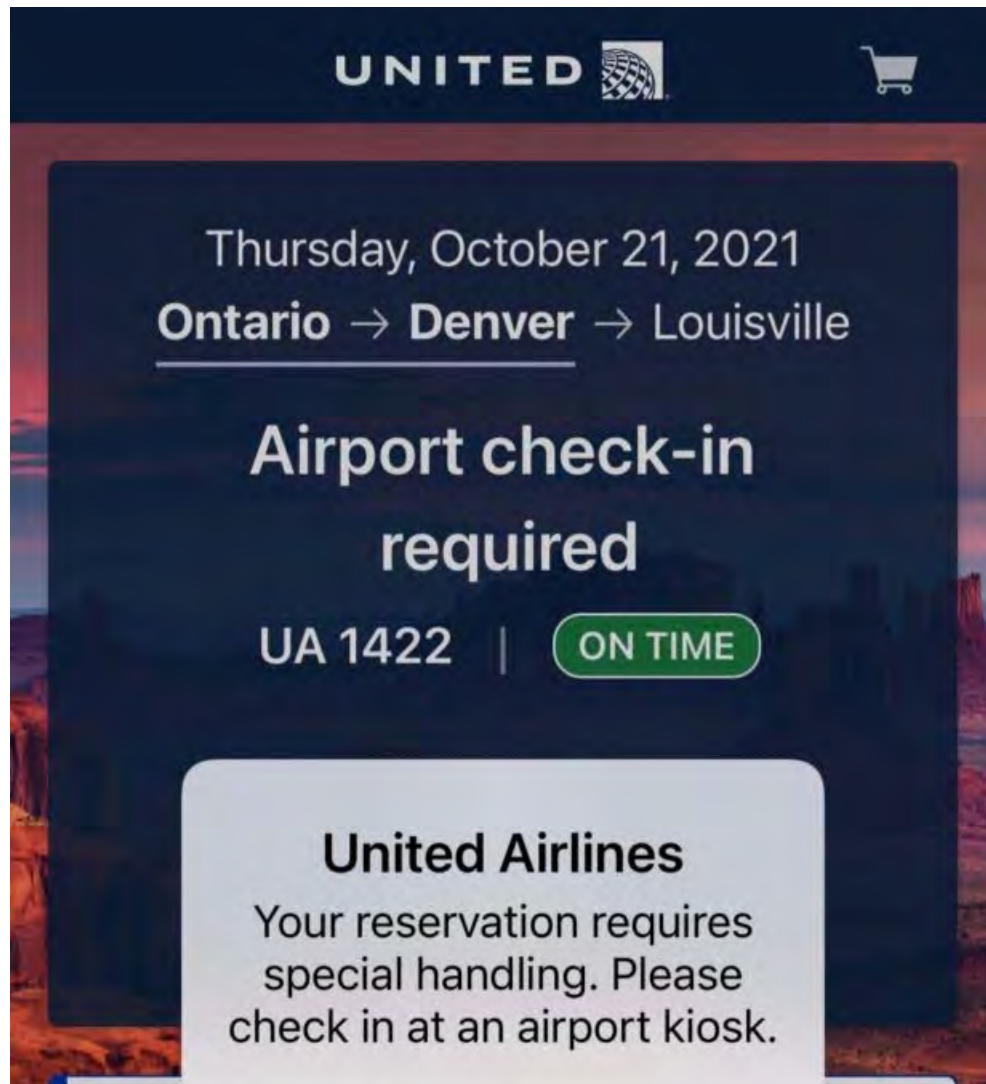 UNITED
Thursday, October 21, 2021
Ontario → Denver → Louisville
Airport check-in
required
UA 1422 | ON TIME
United Airlines
Your reservation requires
special handling. Please
check in at an airport kiosk.